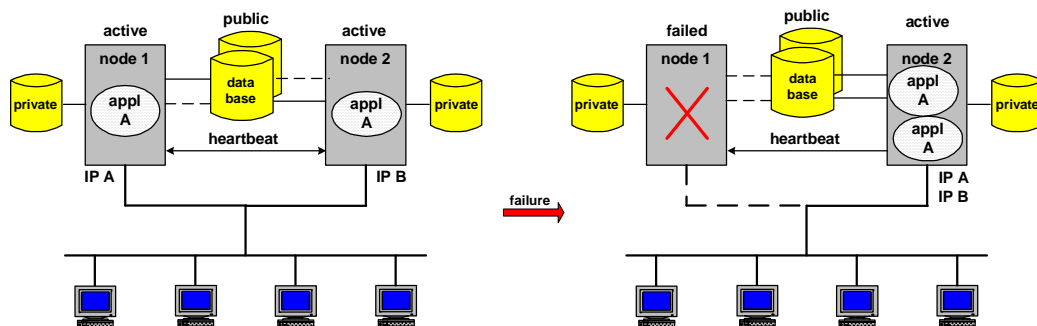 public
active
active
node 1
node 2
data
base
private
private
appl
A
appl
A
heartbeat
IP A
IP B
failure
public
failed
active
node 1
node 2
data
base
private
private
appl
A
appl
A
heartbeat
IP A
IP B